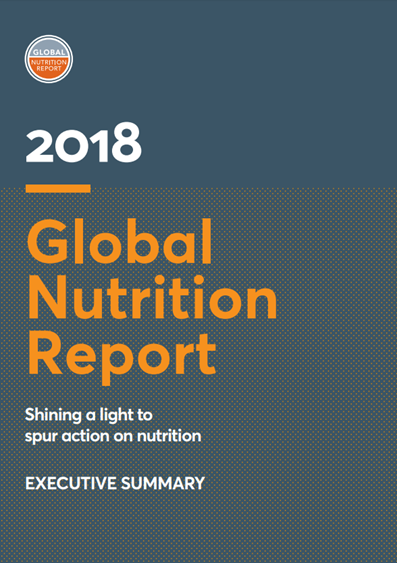 GLOBAL
NUTRITION
REPORT
2018
Global
Nutrition
Report
Shining a light to
spur action on nutrition
EXECUTIVE SUMMARY